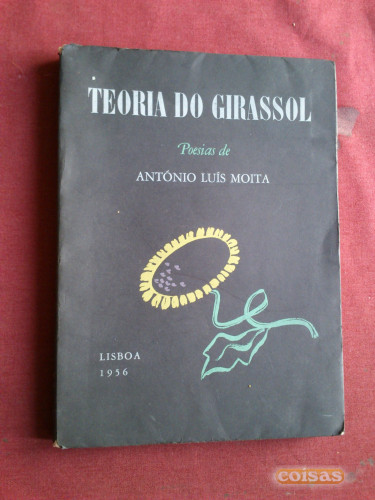 TEORIA DO GIRASSOL
Poesias de
ANTÓNIO LUÍS MOITA
LISBOA
1956
coisas